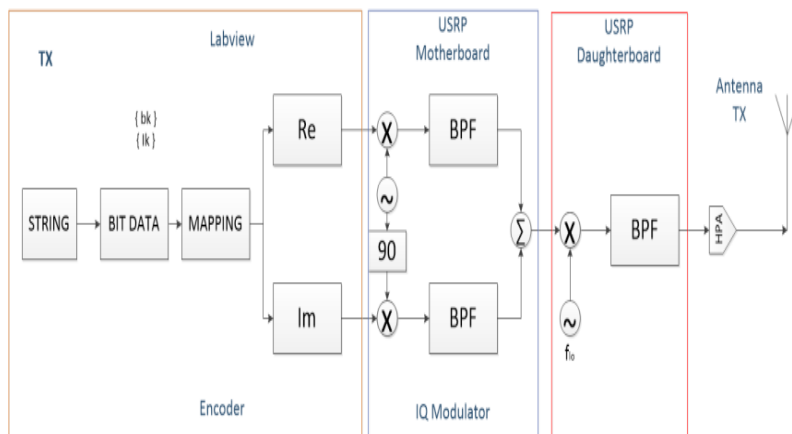 TX
Labview
USRP
Motherboard
USRP
Daughterboard
Antenna
TX
{ bk }
{ Ik }
STRING
BIT DATA
MAPPING
Re
Im
X
~
90
X
BPF
BPF
Σ
X
~
flo
BPF
HPA
Encoder
IQ Modulator